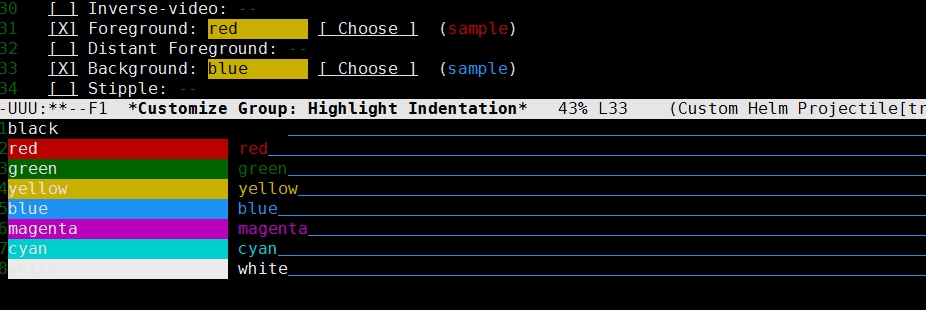 30 [ ] Inverse-video: --
31 [X] Foreground: red [ Choose ] (sample)
32 [ ] Distant Foreground: --
33 [X] Background: blue [ Choose ] (sample)
34 [ ] Stipple: --
-UUU:**--F1 *Customize Group: Highlight Indentation* 43% L33 (Custom Helm Projectile[tr
1black
2red red
3green green
4yellow yellow
5blue blue
6magenta magenta
7cyan cyan
8white white